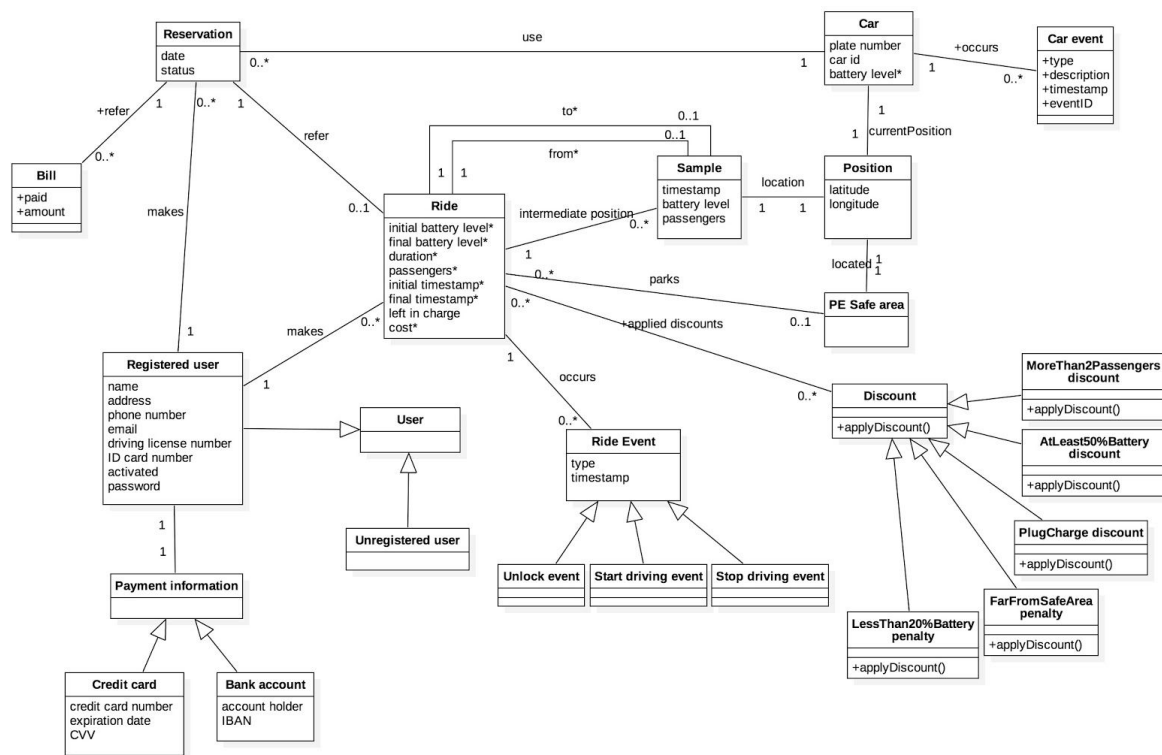 Reservation
date
status
0..*
use
1
Car
plate number
car id
battery level*
+occurs
1
0..*
Car event
+type
+description
+timestamp
+eventID
+refer
1
0..*
1
0..*
Bill
+paid
+amount
makes
1
refer
0..1
to*
0..1
from*
0..1
1
1
1
currentPosition
1
Sample
timestamp
battery level
passengers
location
1
1
Position
latitude
longitude
Ride
initial battery level*
final battery level*
duration*
passengers*
initial timestamp*
final timestamp*
left in charge
cost*
intermediate position
1
0..*
0..*
parks
0..1
located
1
1
PE Safe area
0..*
+applied discounts
0..*
makes
0..*
1
Registered user
name
address
phone number
email
driving license number
ID card number
activated
password
User
Unregistered user
1
occurs
0..*
Ride Event
type
timestamp
Unlock event
Start driving event
Stop driving event
Discount
+applyDiscount()
MoreThan2Passengers
discount
+applyDiscount()
AtLeast50%Battery
discount
+applyDiscount()
PlugCharge discount
+applyDiscount()
FarFromSafeArea
penalty
+applyDiscount()
LessThan20%Battery
penalty
+applyDiscount()
1
1
Payment information
Credit card
credit card number
expiration date
CVV
Bank account
account holder
IBAN